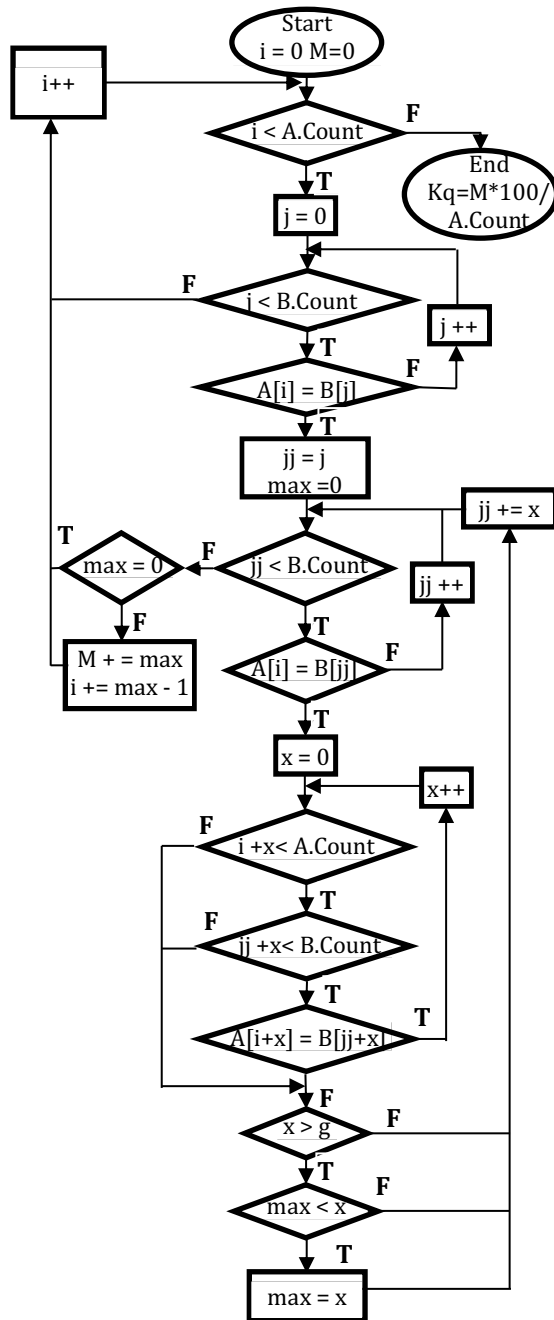 Start
i = 0 M=0
i++
F
i < A.Count
End
Kq=M*100/
A.Count
T
j = 0
F
j < B.Count
j ++
T
F
A[i] = B[j]
T
jj = j
max =0
jj += x
T
F
max = 0
jj < B.Count
jj ++
F
T
M + = max
i += max - 1
A[i] = B[jj]
F
T
x = 0
x++
F
i +x< A.Count
T
F
jj +x< B.Count
T
T
A[i+x] = B[jj+x]
F
x > g
F
T
F
max < x
T
max = x